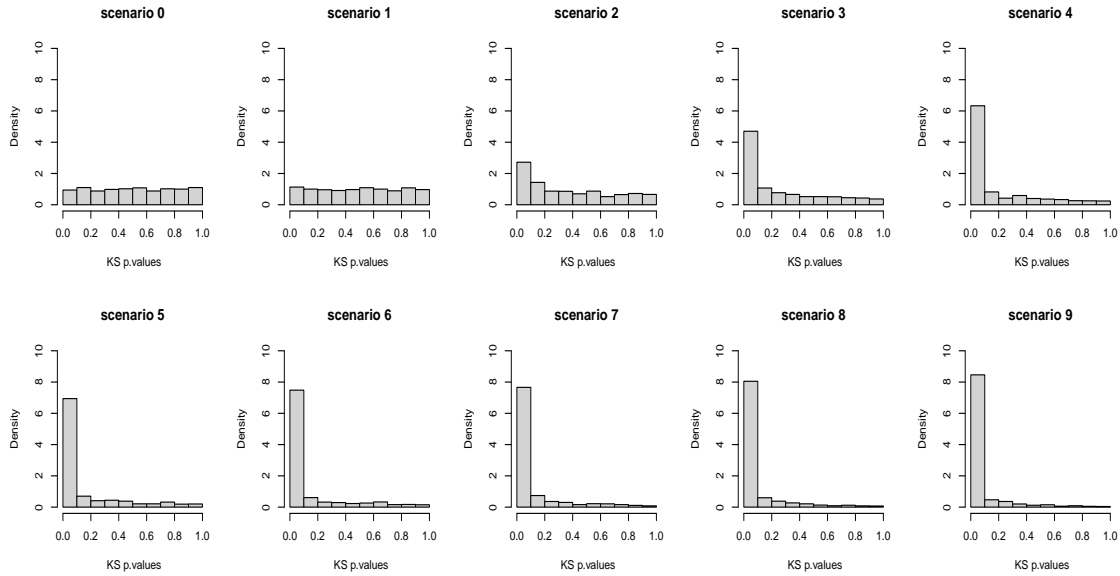 scenario 0
scenario 1
scenario 2
scenario 3
scenario 4
Density
0 2 4 6 8 10
0.0 0.2 0.4 0.6 0.8 1.0
KS p.values
Density
0 2 4 6 8 10
0.0 0.2 0.4 0.6 0.8 1.0
KS p.values
Density
0 2 4 6 8 10
0.0 0.2 0.4 0.6 0.8 1.0
KS p.values
Density
0 2 4 6 8 10
0.0 0.2 0.4 0.6 0.8 1.0
KS p.values
Density
0 2 4 6 8 10
0.0 0.2 0.4 0.6 0.8 1.0
KS p.values
scenario 5
scenario 6
scenario 7
scenario 8
scenario 9
Density
0 2 4 6 8 10
0.0 0.2 0.4 0.6 0.8 1.0
KS p.values
Density
0 2 4 6 8 10
0.0 0.2 0.4 0.6 0.8 1.0
KS p.values
Density
0 2 4 6 8 10
0.0 0.2 0.4 0.6 0.8 1.0
KS p.values
Density
0 2 4 6 8 10
0.0 0.2 0.4 0.6 0.8 1.0
KS p.values
Density
0 2 4 6 8 10
0.0 0.2 0.4 0.6 0.8 1.0
KS p.values